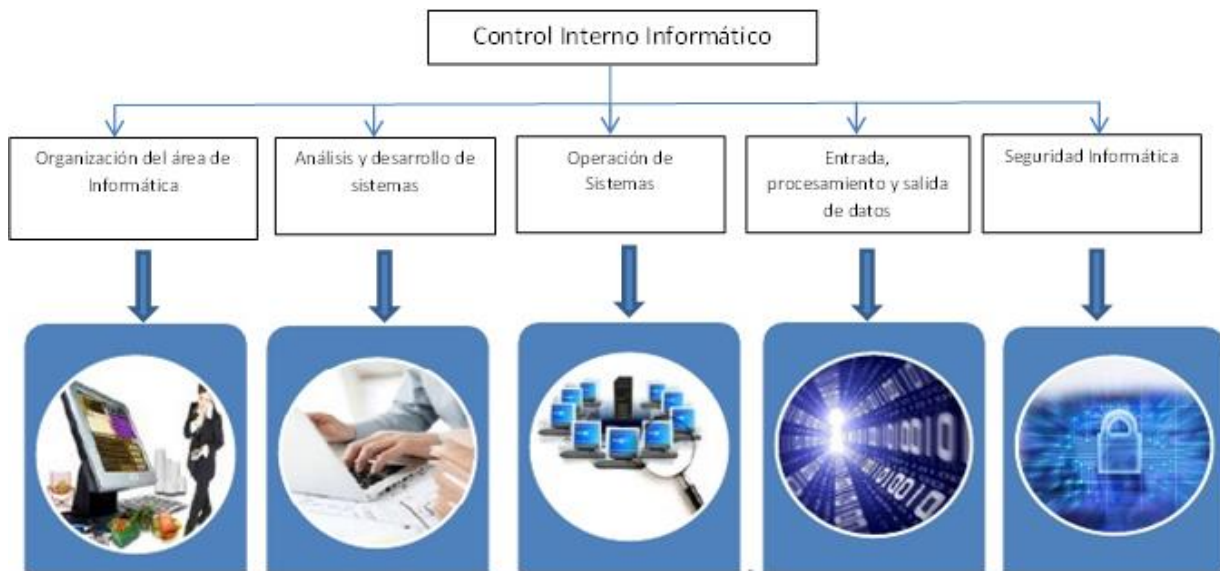 Control Interno Informático
Organización del área de
Informática
Análisis y desarrollo de
sistemas
Operación de
Sistemas
Entrada,
procesamiento y salida
de datos
Seguridad Informática